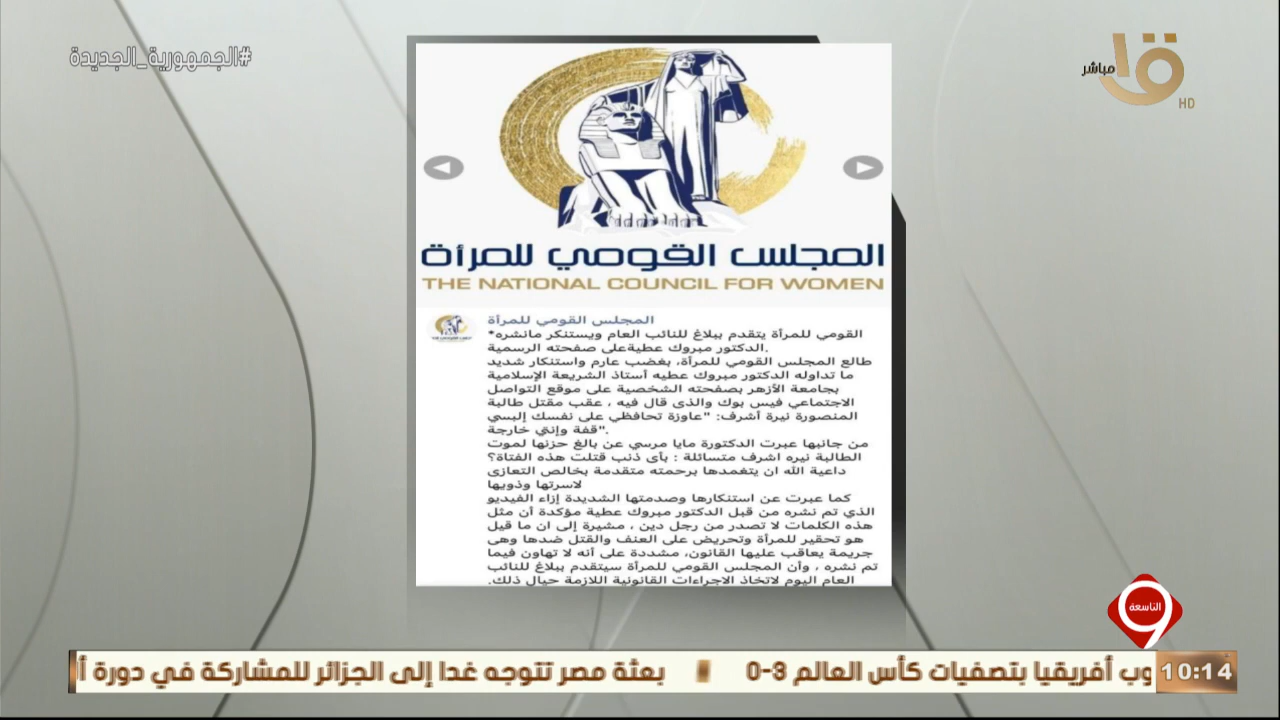 #الجمهورية_الجديدة
مباشر
HD
المجلس القومي للمرأة
THE NATIONAL COUNCIL FOR WOMEN
المجلس القومي للمرأة
القومي للمرأة يتقدم ببلاغ للنائب العام ويستنكر مانشره*
الدكتور مبروك عطيةعلى صفحته الرسمية.
طالع المجلس القومي للمرأة، بغضب عارم واستنكار شديد
ما تداوله الدكتور مبروك عطيه أستاذ الشريعة الإسلامية
بجامعة الأزهر بصفحته الشخصية على موقع التواصل
الاجتماعي فيس بوك والذى قال فيه ، عقب مقتل طالبة
المنصورة نيرة أشرف: "عاوزة تحافظي على نفسك إلبسي
قفة وإنتي خارجة".
من جانبها عبرت الدكتورة مايا مرسي عن بالغ حزنها لموت
الطالبة نيره اشرف متسائلة : بأى ذنب قتلت هذه الفتاة؟
داعية الله ان يتغمدها برحمته متقدمة بخالص التعازى
لاسرتها وذويها
كما عبرت عن استنكارها وصدمتها الشديدة إزاء الفيديو
الذي تم نشره من قبل الدكتور مبروك عطية مؤكدة أن مثل
هذه الكلمات لا تصدر من رجل دين ، مشيرة إلى ان ما قيل
هو تحقير للمرأة وتحريض على العنف والقتل ضدها وهى
جريمة يعاقب عليها القانون، مشددة على أنه لا تهاون فيما
تم نشره ، وأن المجلس القومي للمرأة سيتقدم ببلاغ للنائب
العام اليوم لاتخاذ الاجراءات القانونية اللازمة حيال ذلك.
التاسعة
9
10:14
وب أفريقيا بتصفيات كأس العالم 3-0 بعثة مصر تتوجه غدا إلى الجزائر للمشاركة في دورة أ